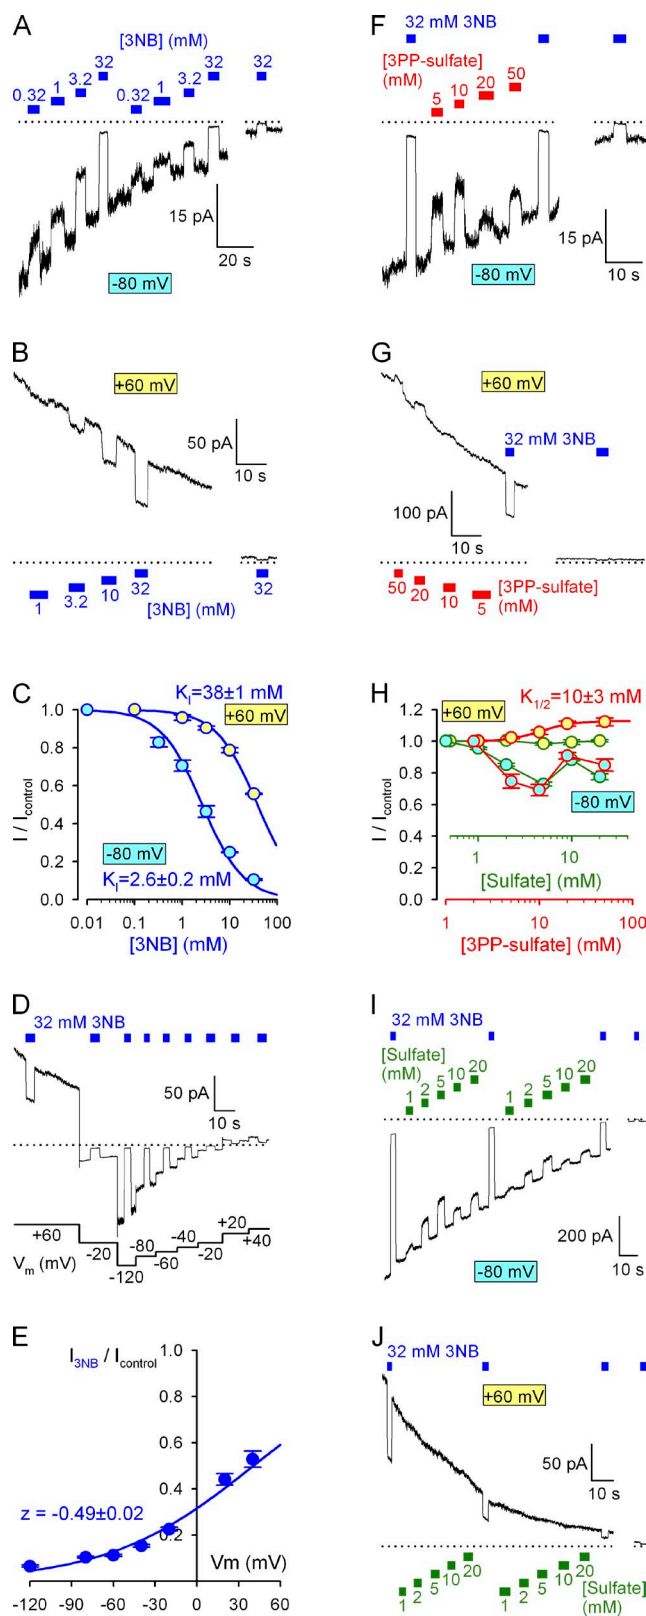 A
[3NB] (mM)
0.32 1 3.2 32 0.32 1 3.2 32 32
15 pA
20 s
-80 mV
B
+60 mV
50 pA
10 s
1 3.2 10 32 32
[3NB] (mM)
C
K_I=38±1 mM
+60 mV
I / I_control
1.0
0.8
0.6
0.4
0.2
0.0
-80 mV
K_I=2.6±0.2 mM
0.01 0.1 1 10 100
[3NB] (mM)
D
32 mM 3NB
50 pA
10 s
+60
-20
-120
-80
-60
-40
-20
+20
+40
V_m (mV)
E
I_3NB / I_control
1.0
0.8
0.6
0.4
0.2
z = -0.49±0.02
Vm (mV)
-120 -90 -60 -30 0 30 60
F
32 mM 3NB
[3PP-sulfate]
(mM)
5 10 20 50
15 pA
10 s
-80 mV
G
+60 mV
32 mM 3NB
100 pA
10 s
50 20 10 5
[3PP-sulfate]
(mM)
H
K_1/2=10±3 mM
+60 mV
I / I_control
1.2
1.0
0.8
0.6
0.4
0.2
0.0
-80 mV
1 10
[Sulfate] (mM)
1 10 100
[3PP-sulfate] (mM)
I
32 mM 3NB
[Sulfate]
(mM)
1 2 5 10 20 1 2 5 10 20
200 pA
10 s
-80 mV
J
32 mM 3NB
+60 mV
50 pA
10 s
1 2 5 10 20 1 2 5 10 20
[Sulfate]
(mM)